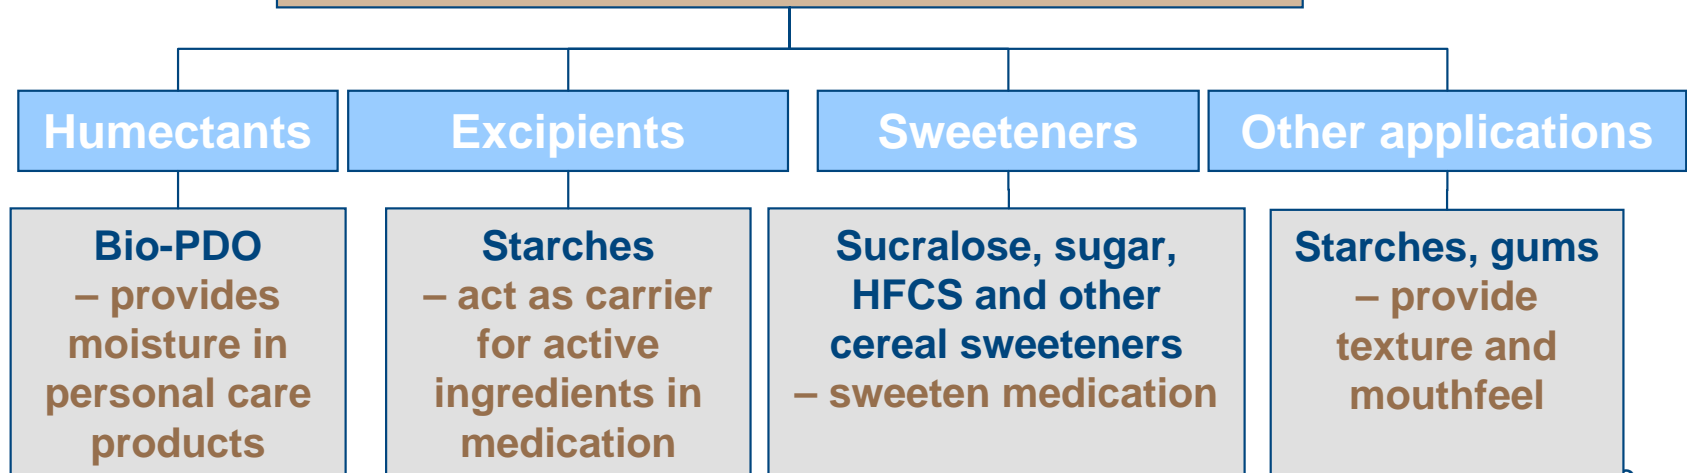 Humectants
Excipients
Sweeteners
Other applications
Bio-PDO
– provides
moisture in
personal care
products
Starches
– act as carrier
for active
ingredients in
medication
Sucralose, sugar,
HFCS and other
cereal sweeteners
– sweeten medication
Starches, gums
– provide
texture and
mouthfeel